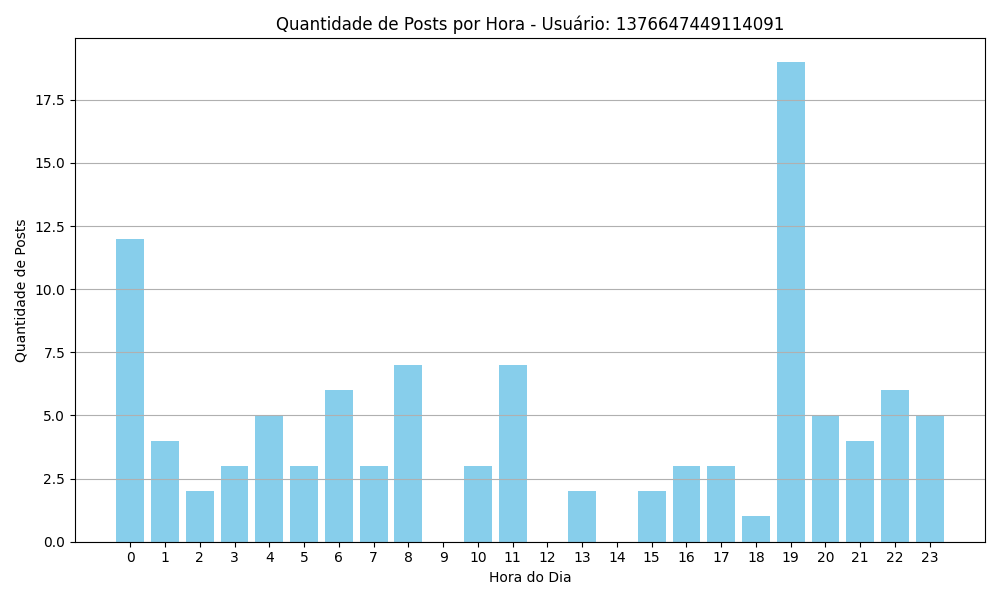 Quantidade de Posts por Hora - Usuário: 1376647449114091
Quantidade de Posts
17.5
15.0
12.5
10.0
7.5
5.0
2.5
0.0
0 1 2 3 4 5 6 7 8 9 10 11 12 13 14 15 16 17 18 19 20 21 22 23
Hora do Dia